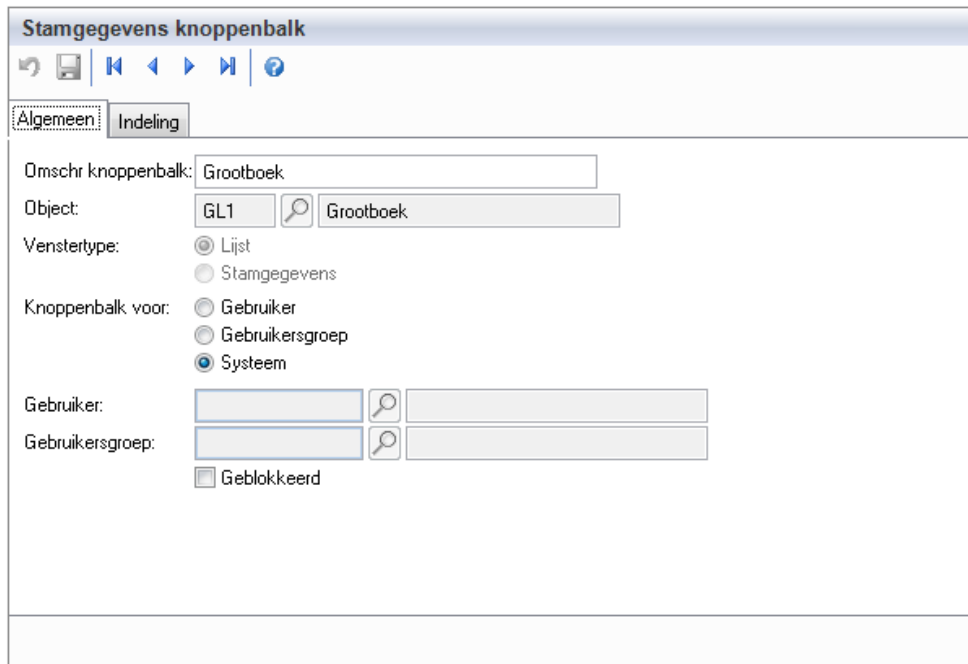 Stamgegevens knoppenbalk
Algemeen Indeling
Omschr knoppenbalk: Grootboek
Object: GL1 Grootboek
Venstertype: Lijst
Stamgegevens
Knoppenbalk voor: Gebruiker
Gebruikersgroep
Systeem
Gebruiker:
Gebruikersgroep:
Geblokkeerd